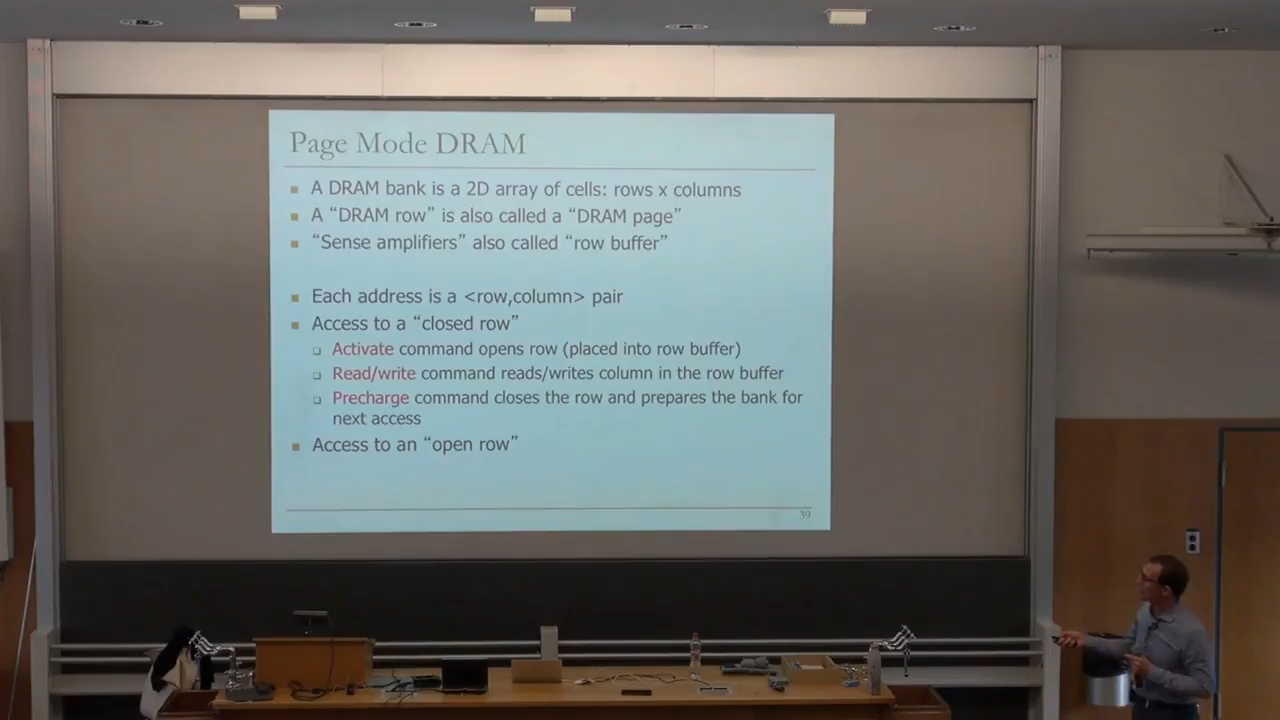 Page Mode DRAM
A DRAM bank is a 2D array of cells: rows x columns
A “DRAM row” is also called a “DRAM page”
“Sense amplifiers” also called “row buffer”
Each address is a <row,column> pair
Access to a “closed row”
Activate command opens row (placed into row buffer)
Read/write command reads/writes column in the row buffer
Precharge command closes the row and prepares the bank for
next access
Access to an “open row”
39